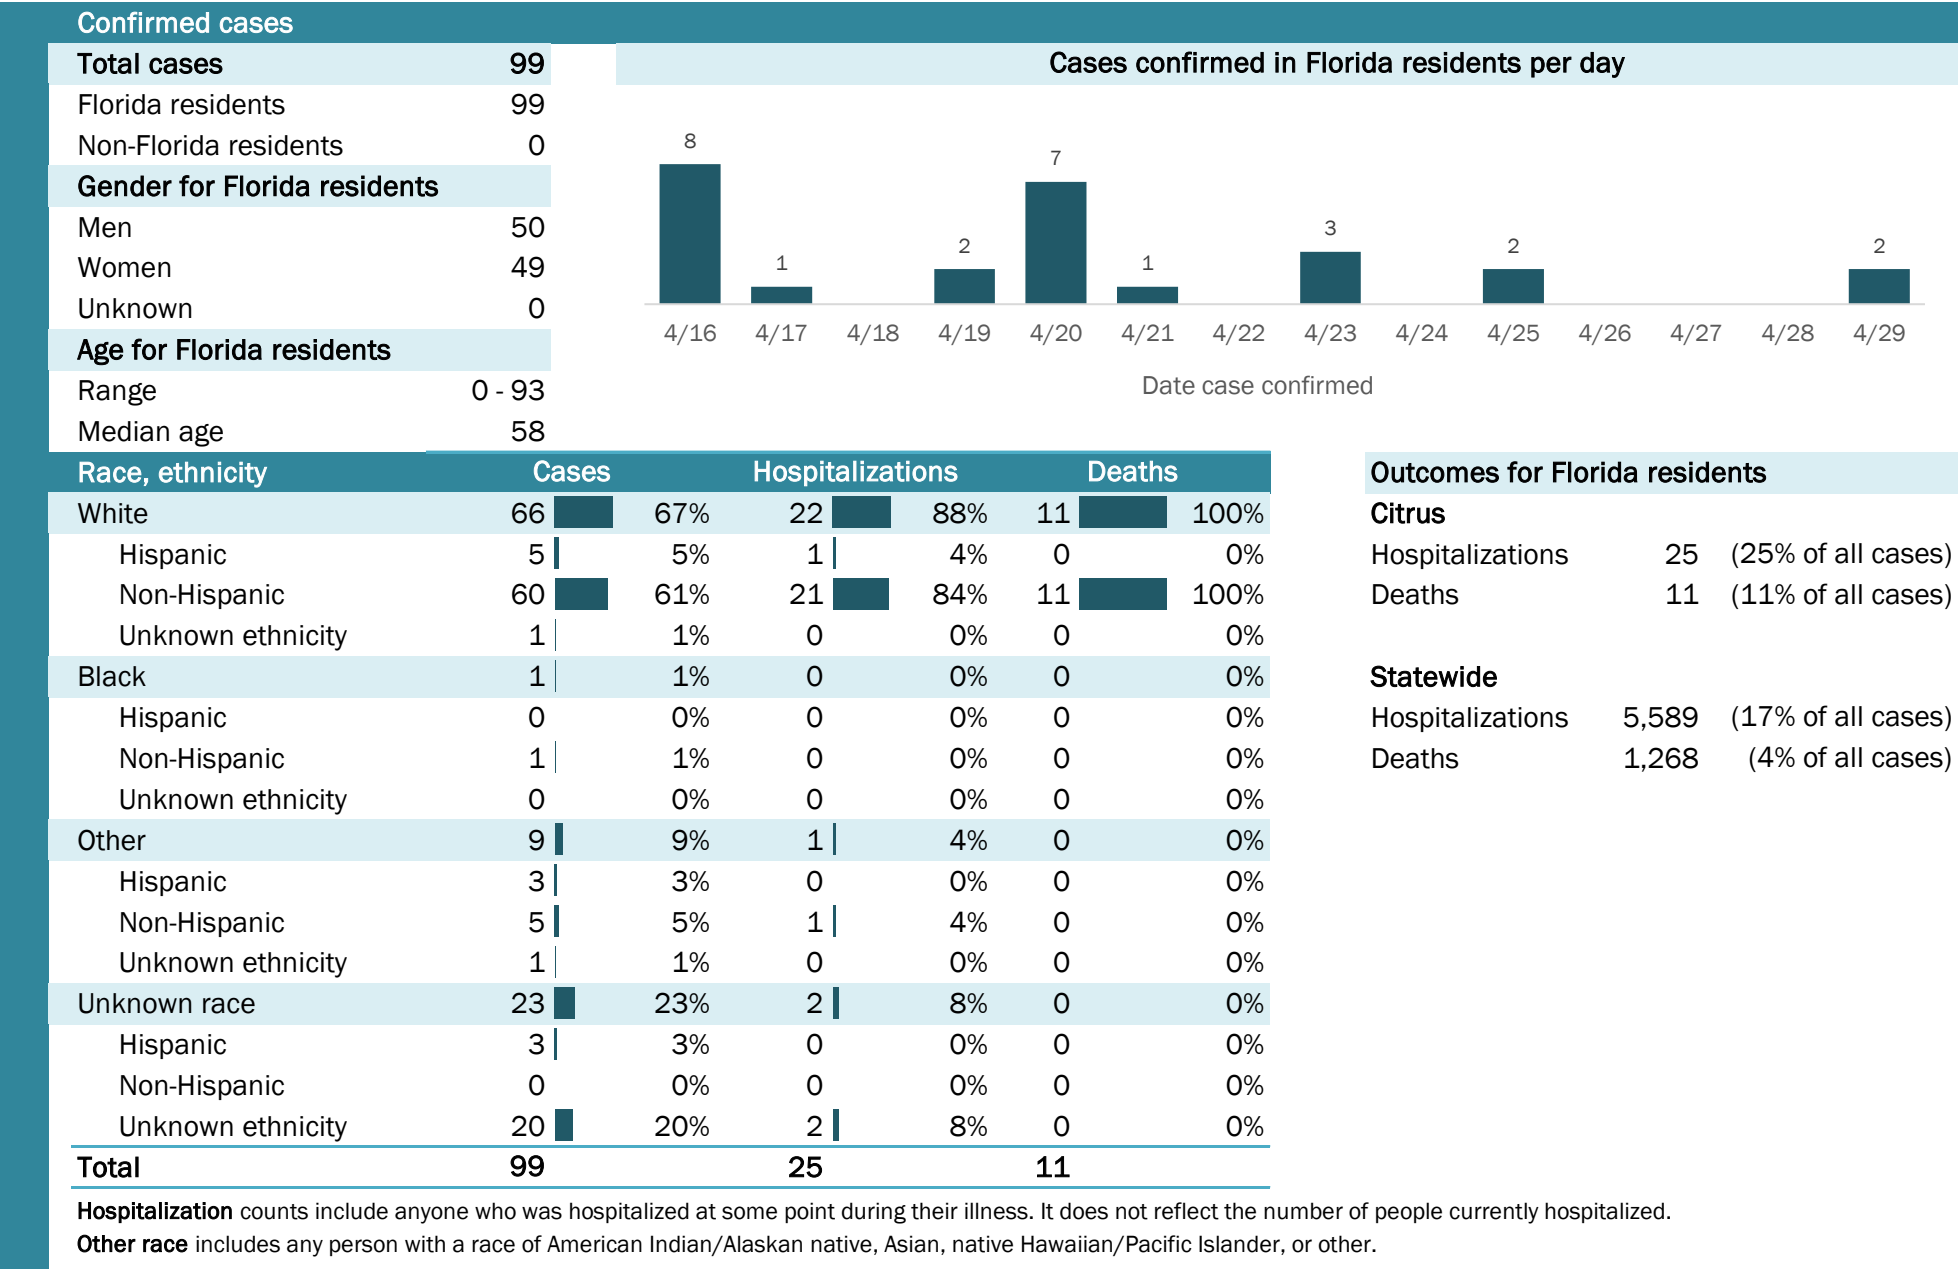 Confirmed cases
Total cases 99
Florida residents 99
Non-Florida residents 0
Gender for Florida residents
Men 50
Women 49
Unknown 0
Age for Florida residents
Range 0 - 93
Median age 58
Cases confirmed in Florida residents per day
8 1 2 7 1 3 2 2
4/16 4/17 4/18 4/19 4/20 4/21 4/22 4/23 4/24 4/25 4/26 4/27 4/28 4/29
Date case confirmed
Race, ethnicity Cases Hospitalizations Deaths
White 66 67% 22 88% 11 100%
Hispanic 5 5% 1 4% 0 0%
Non-Hispanic 60 61% 21 84% 11 100%
Unknown ethnicity 1 1% 0 0% 0 0%
Black 1 1% 0 0% 0 0%
Hispanic 0 0% 0 0% 0 0%
Non-Hispanic 1 1% 0 0% 0 0%
Unknown ethnicity 0 0% 0 0% 0 0%
Other 9 9% 1 4% 0 0%
Hispanic 3 3% 0 0% 0 0%
Non-Hispanic 5 5% 1 4% 0 0%
Unknown ethnicity 1 1% 0 0% 0 0%
Unknown race 23 23% 2 8% 0 0%
Hispanic 3 3% 0 0% 0 0%
Non-Hispanic 0 0% 0 0% 0 0%
Unknown ethnicity 20 20% 2 8% 0 0%
Total 99 25 11
Outcomes for Florida residents
Citrus
Hospitalizations 25 (25% of all cases)
Deaths 11 (11% of all cases)
Statewide
Hospitalizations 5,589 (17% of all cases)
Deaths 1,268 (4% of all cases)
Hospitalization counts include anyone who was hospitalized at some point during their illness. It does not reflect the number of people currently hospitalized.
Other race includes any person with a race of American Indian/Alaskan native, Asian, native Hawaiian/Pacific Islander, or other.